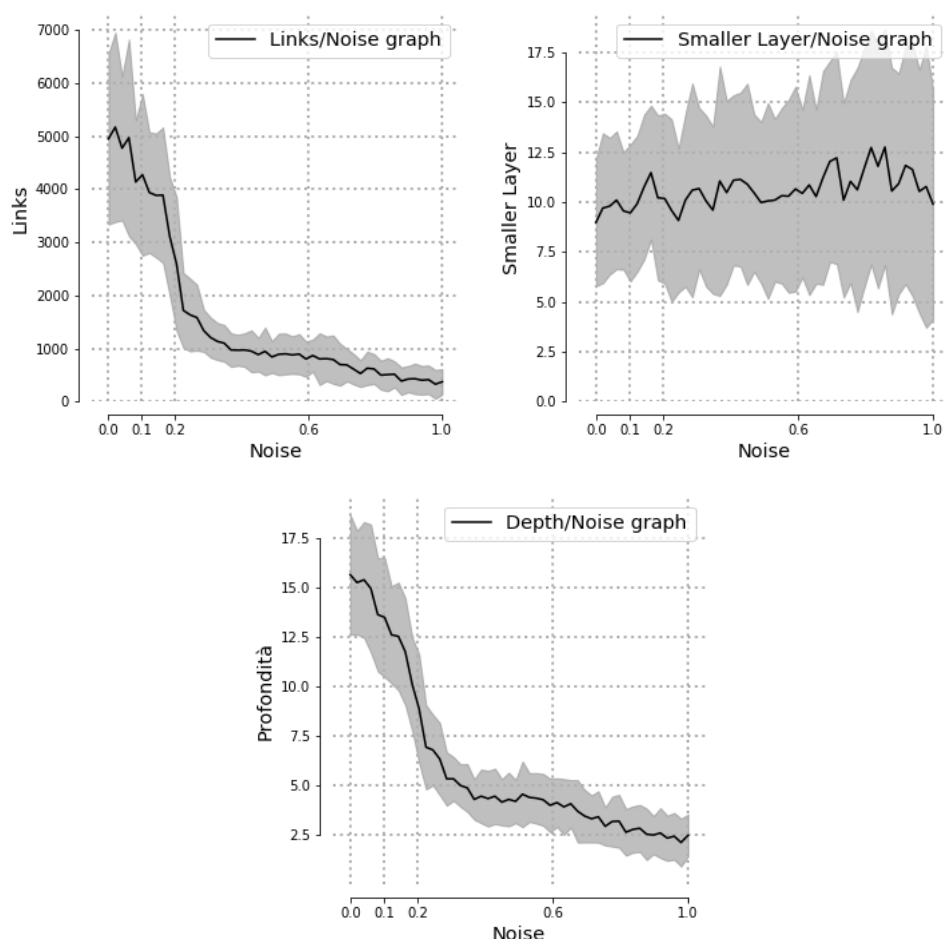 Links/Noise graph
7000
6000
5000
4000
3000
2000
1000
0
Links
0.0 0.1 0.2 0.6 1.0
Noise
Smaller Layer/Noise graph
17.5
15.0
12.5
10.0
7.5
5.0
2.5
0.0
Smaller Layer
0.0 0.1 0.2 0.6 1.0
Noise
Depth/Noise graph
17.5
15.0
12.5
10.0
7.5
5.0
2.5
Profondità
0.0 0.1 0.2 0.6 1.0
Noise